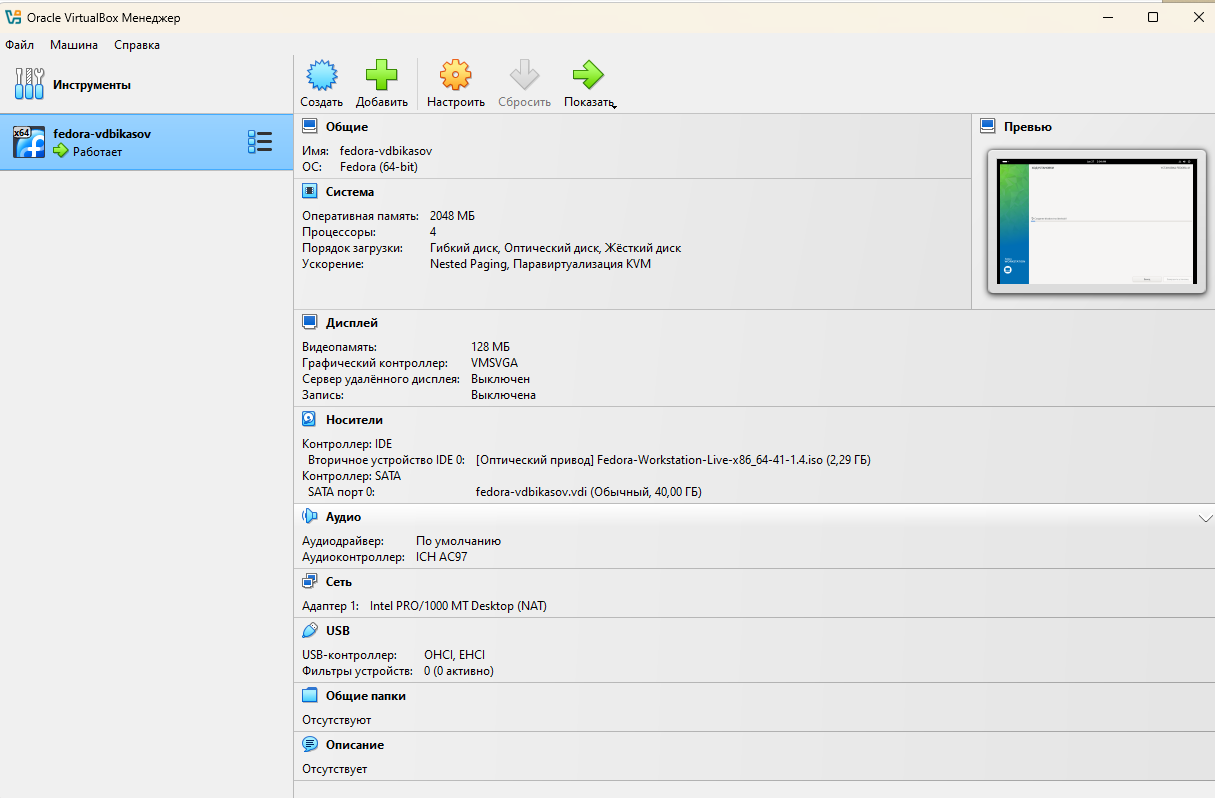 Oracle VirtualBox Менеджер
Файл Машина Справка
Инструменты
Создать Добавить Настроить Сбросить Показать
x64
fedora-vdbikasov
Работает
Общие
Имя: fedora-vdbikasov
ОС: Fedora (64-bit)
Превью
Система
Оперативная память: 2048 МБ
Процессоры: 4
Порядок загрузки: Гибкий диск, Оптический диск, Жёсткий диск
Ускорение: Nested Paging, Паравиртуализация KVM
Дисплей
Видеопамять: 128 МБ
Графический контроллер: VMSVGA
Сервер удалённого дисплея: Выключен
Запись: Выключена
Носители
Контроллер: IDE
Вторичное устройство IDE 0: [Оптический привод] Fedora-Workstation-Live-x86_64-41-1.4.iso (2,29 ГБ)
Контроллер: SATA
SATA порт 0: fedora-vdbikasov.vdi (Обычный, 40,00 ГБ)
Аудио
Аудиодрайвер: По умолчанию
Аудиоконтроллер: ICH AC97
Сеть
Адаптер 1: Intel PRO/1000 MT Desktop (NAT)
USB
USB-контроллер: OHCI, EHCI
Фильтры устройств: 0 (0 активно)
Общие папки
Отсутствуют
Описание
Отсутствует